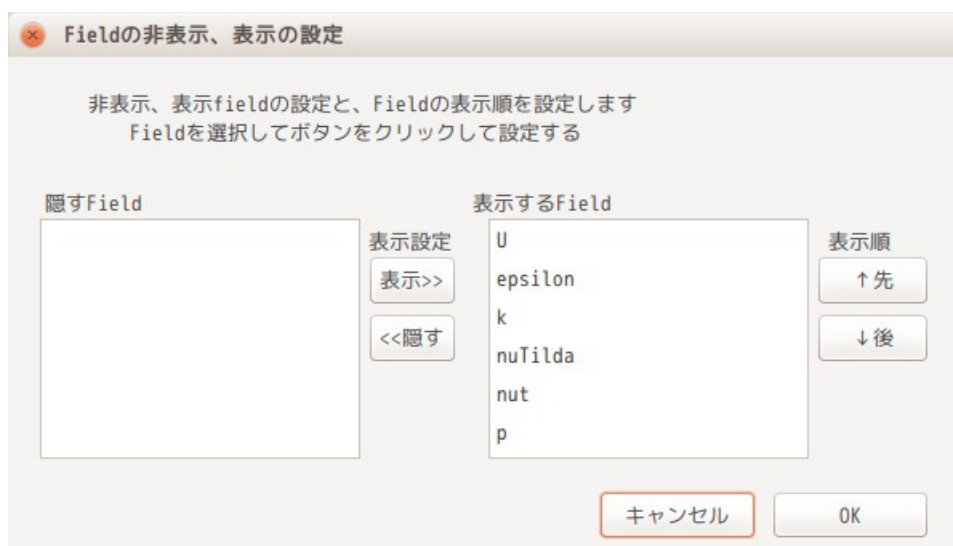 Fieldの非表示、表示の設定
非表示、表示fieldの設定と、Fieldの表示順を設定します
Fieldを選択してボタンをクリックして設定する
隠すField
表示するField
表示設定
表示>>
<<隠す
U
epsilon
k
nuTilda
nut
p
表示順
↑先
↓後
キャンセル
OK